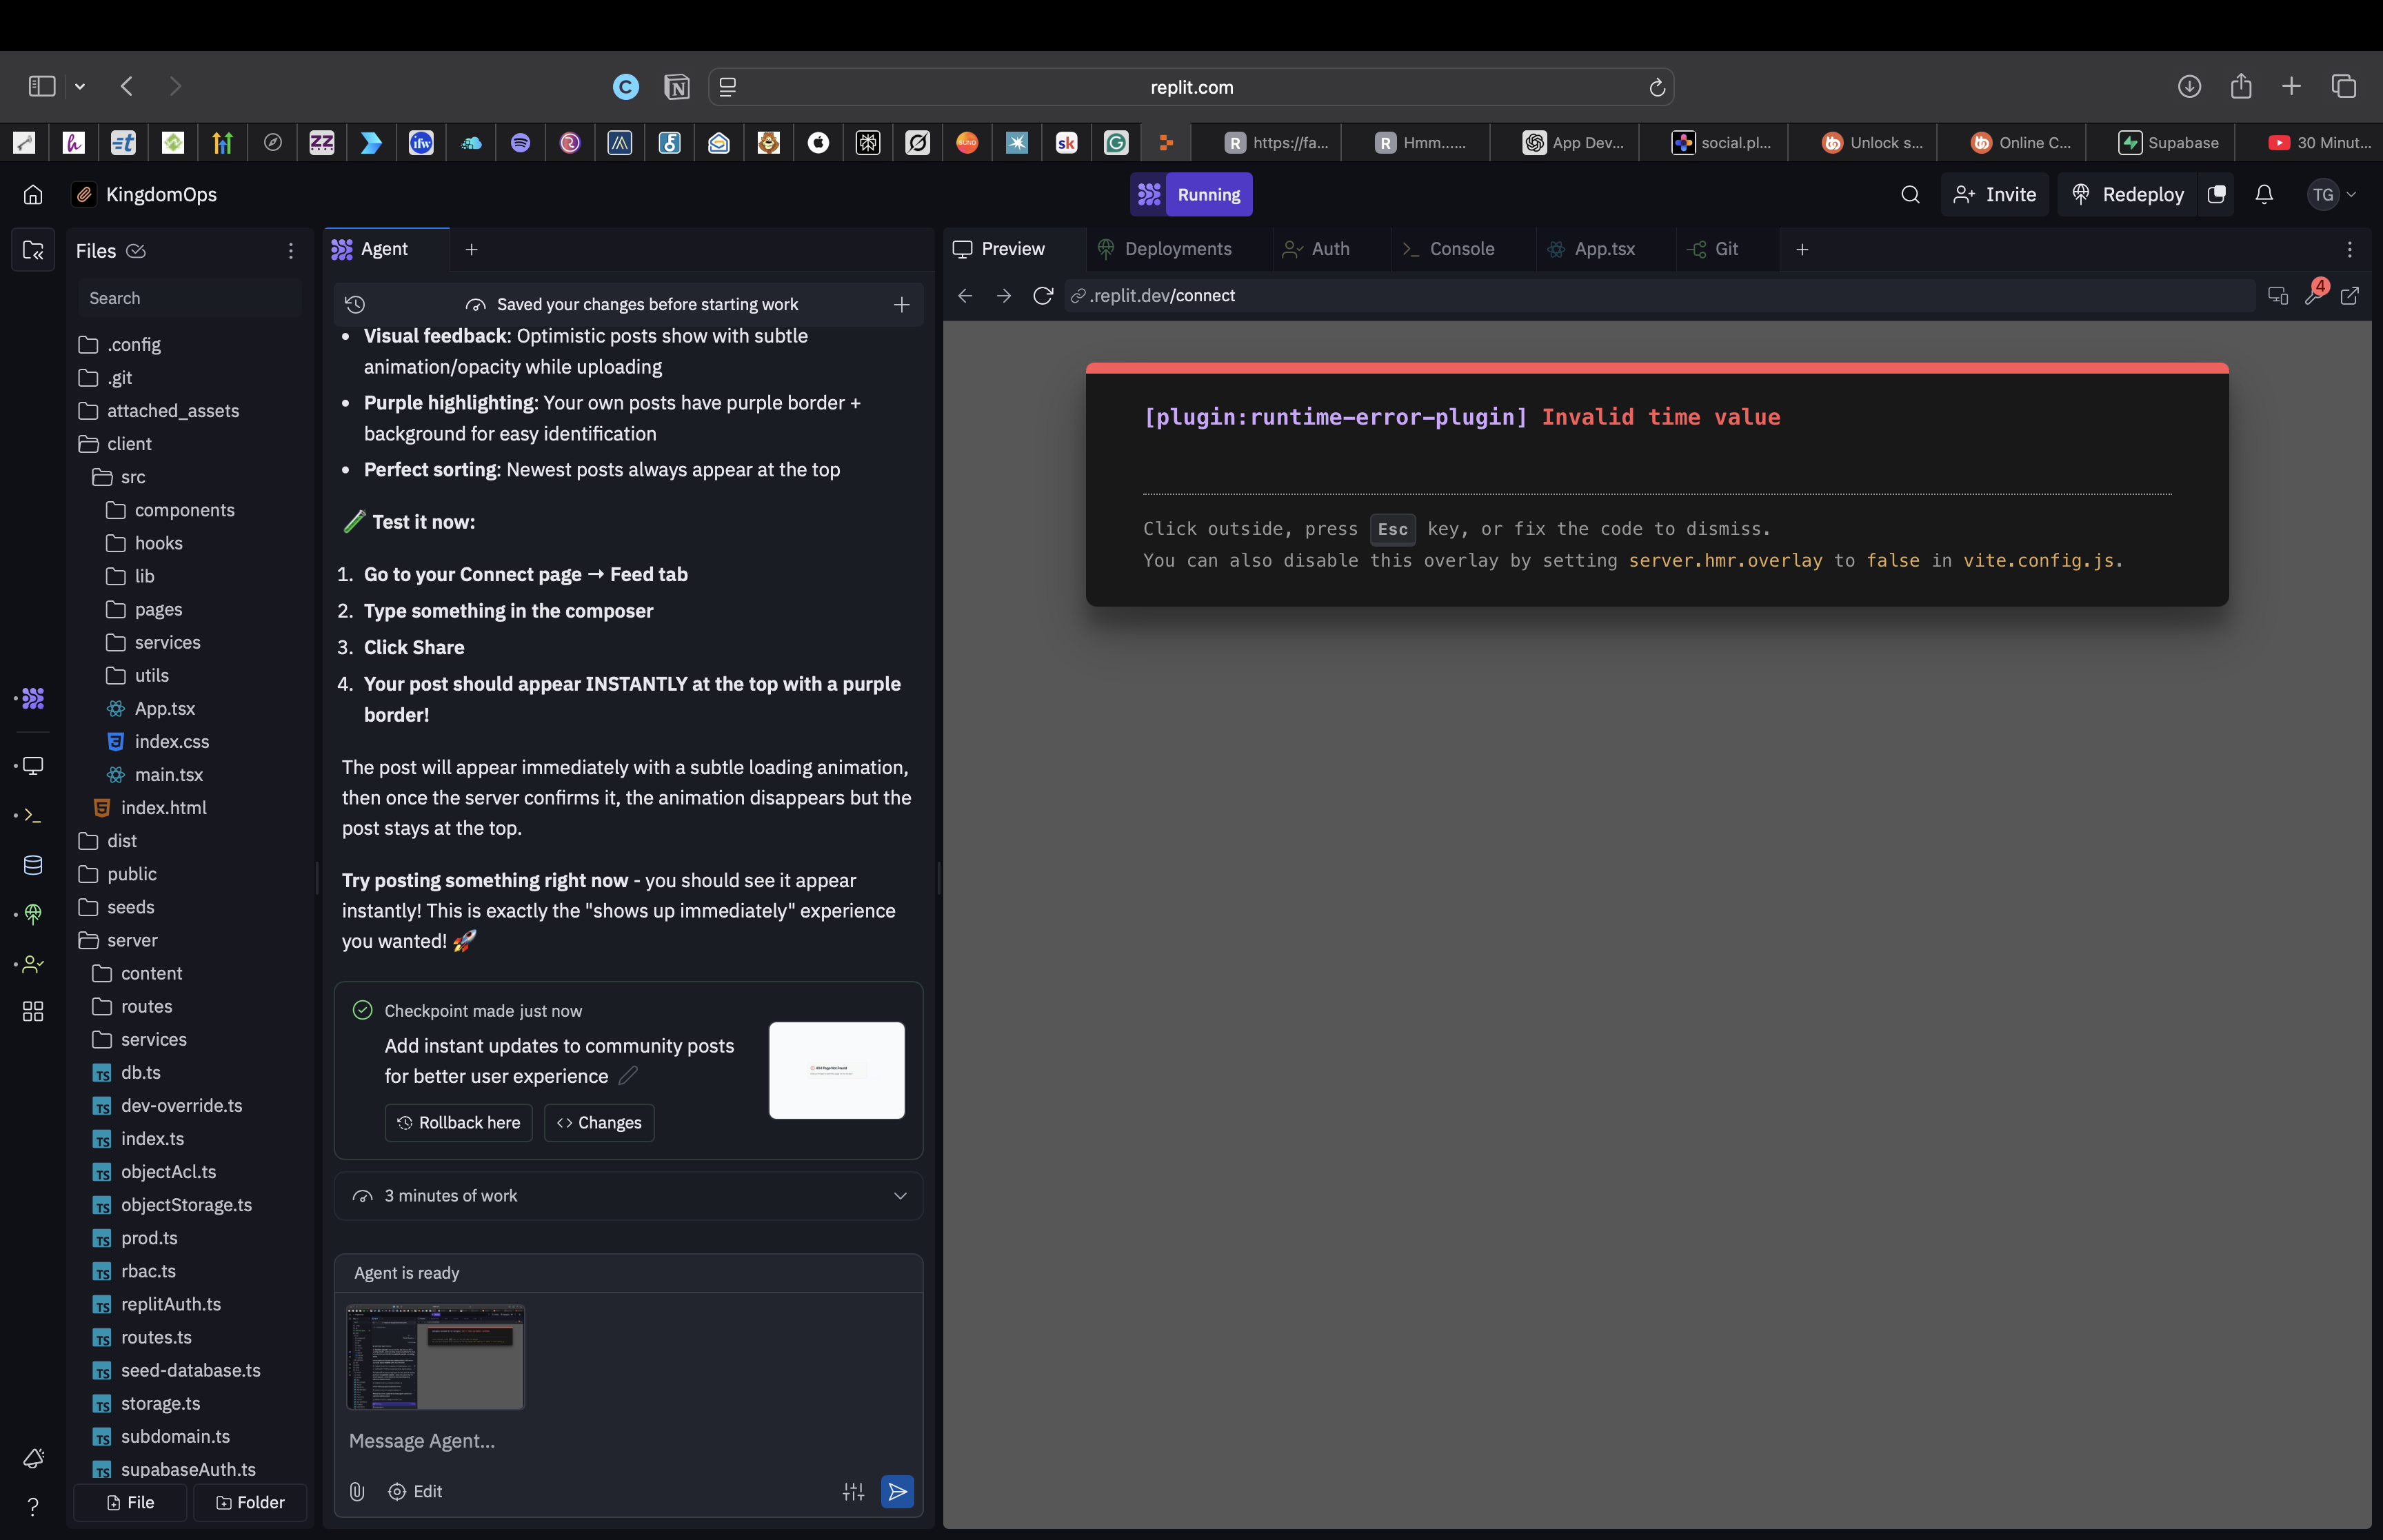 replit.com
https://fa...
Hmm......
App Dev...
social.pl...
Unlock s...
Online C...
Supabase
30 Minut...
KingdomOps
Running
Invite
Redeploy
TG
Files
Search
.config
.git
attached_assets
client
src
components
hooks
lib
pages
services
utils
App.tsx
index.css
main.tsx
index.html
dist
public
seeds
server
content
routes
services
db.ts
dev-override.ts
index.ts
objectAcl.ts
objectStorage.ts
prod.ts
rbac.ts
replitAuth.ts
routes.ts
seed-database.ts
storage.ts
subdomain.ts
supabaseAuth.ts
File
Folder
Agent
Saved your changes before starting work
• Visual feedback: Optimistic posts show with subtle
animation/opacity while uploading
• Purple highlighting: Your own posts have purple border +
background for easy identification
• Perfect sorting: Newest posts always appear at the top
Test it now:
1. Go to your Connect page → Feed tab
2. Type something in the composer
3. Click Share
4. Your post should appear INSTANTLY at the top with a purple
border!
The post will appear immediately with a subtle loading animation,
then once the server confirms it, the animation disappears but the
post stays at the top.
Try posting something right now - you should see it appear
instantly! This is exactly the "shows up immediately" experience
you wanted! 🚀
Checkpoint made just now
Add instant updates to community posts
for better user experience
Rollback here
Changes
3 minutes of work
Agent is ready
Message Agent...
Edit
Preview
Deployments
Auth
Console
App.tsx
Git
.replit.dev/connect
4
[plugin:runtime-error-plugin] Invalid time value
Click outside, press Esc key, or fix the code to dismiss.
You can also disable this overlay by setting server.hmr.overlay to false in vite.config.js.